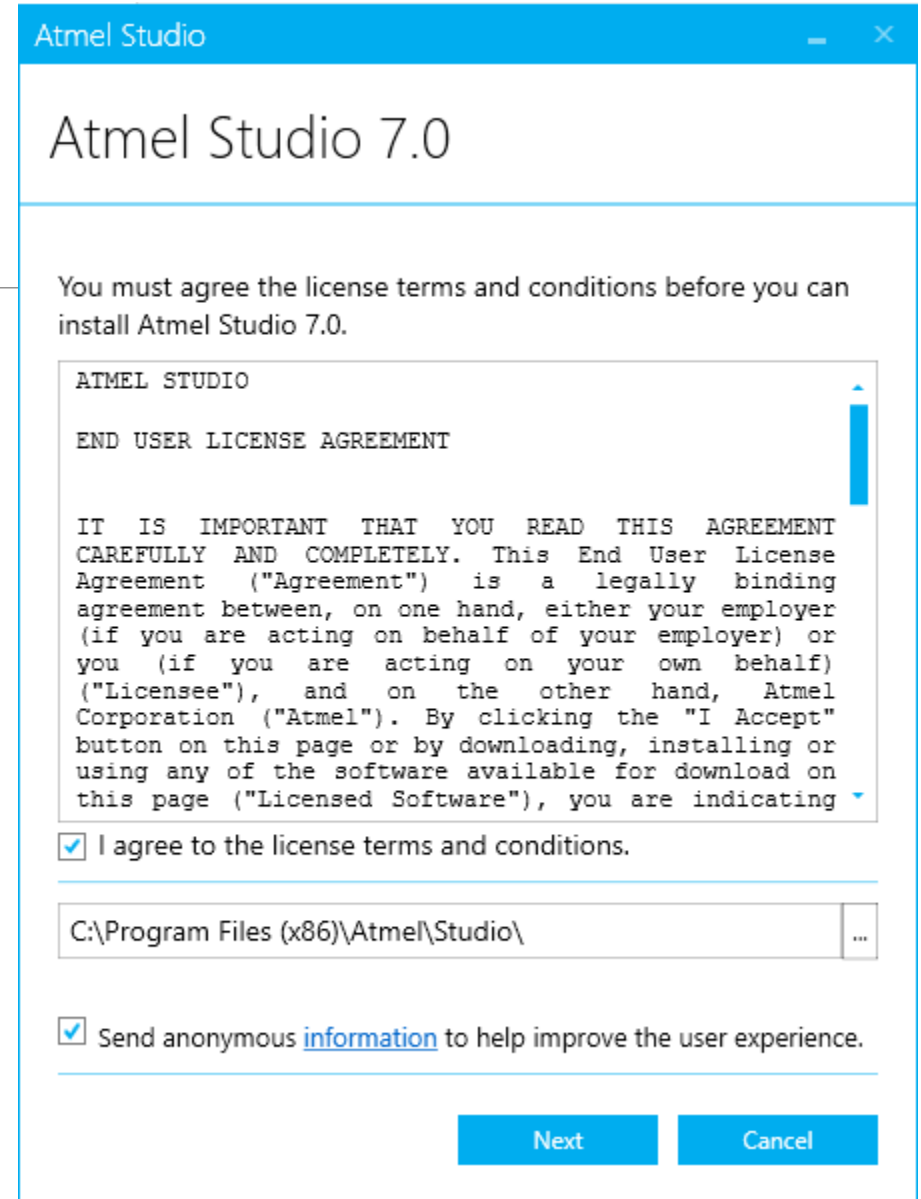 Atmel Studio
Atmel Studio 7.0
You must agree the license terms and conditions before you can
install Atmel Studio 7.0.
ATMEL STUDIO
END USER LICENSE AGREEMENT
IT IS IMPORTANT THAT YOU READ THIS AGREEMENT
CAREFULLY AND COMPLETELY. This End User License
Agreement ("Agreement") is a legally binding
agreement between, on one hand, either your employer
(if you are acting on behalf of your employer) or
you (if you are acting on your own behalf)
("Licensee"), and on the other hand, Atmel
Corporation ("Atmel"). By clicking the "I Accept"
button on this page or by downloading, installing or
using any of the software available for download on
this page ("Licensed Software"), you are indicating
I agree to the license terms and conditions.
C:\Program Files (x86)\Atmel\Studio\
...
Send anonymous information to help improve the user experience.
Next
Cancel